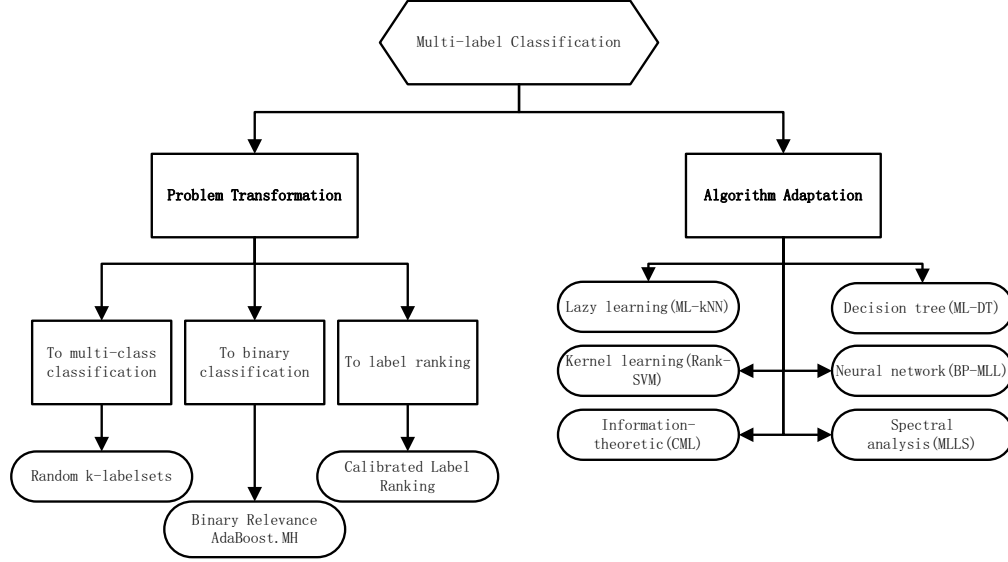 Multi-label Classification
Problem Transformation
Algorithm Adaptation
To multi-class
classification
To binary
classification
To label ranking
Random k-labelsets
Binary Relevance
AdaBoost.MH
Calibrated Label
Ranking
Lazy learning(ML-kNN)
Decision tree(ML-DT)
Kernel learning(Rank-
SVM)
Neural network(BP-MLL)
Information-
theoretic(CML)
Spectral
analysis(MLLS)